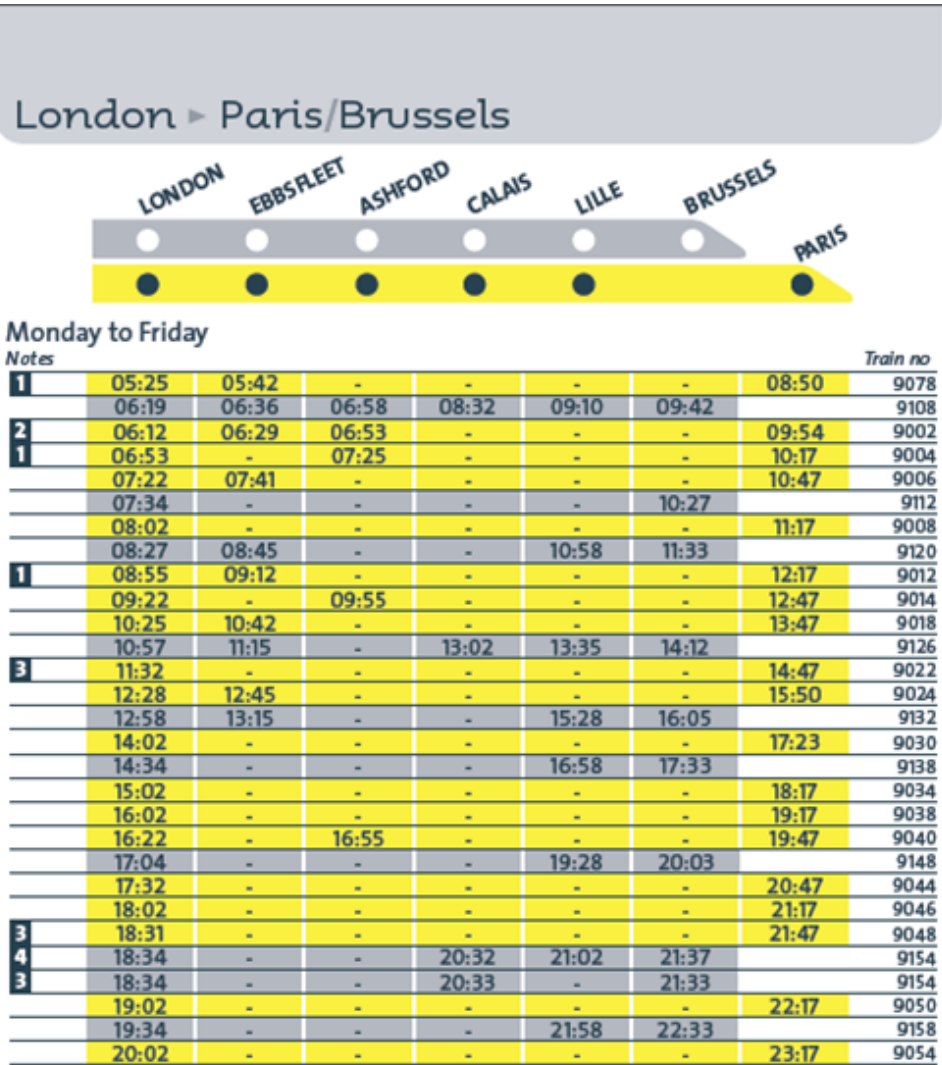 London ▸ Paris/Brussels
LONDON EBBSFLEET ASHFORD CALAIS LILLE BRUSSELS
PARIS
Monday to Friday
Notes Train no
1 05:25 05:42 - - - - 08:50 9078
06:19 06:36 06:58 08:32 09:10 09:42 9108
2 06:12 06:29 06:53 - - - 09:54 9002
1 06:53 - 07:25 - - - 10:17 9004
07:22 07:41 - - - - 10:47 9006
07:34 - - - - 10:27 9112
08:02 - - - - - 11:17 9008
08:27 08:45 - - 10:58 11:33 9120
1 08:55 09:12 - - - - 12:17 9012
09:22 - 09:55 - - - 12:47 9014
10:25 10:42 - - - - 13:47 9018
10:57 11:15 - 13:02 13:35 14:12 9126
3 11:32 - - - - - 14:47 9022
12:28 12:45 - - - - 15:50 9024
12:58 13:15 - - 15:28 16:05 9132
14:02 - - - - - 17:23 9030
14:34 - - - 16:58 17:33 9138
15:02 - - - - - 18:17 9034
16:02 - - - - - 19:17 9038
16:22 - 16:55 - - - 19:47 9040
17:04 - - - 19:28 20:03 9148
17:32 - - - - - 20:47 9044
18:02 - - - - - 21:17 9046
3 18:31 - - - - - 21:47 9048
4 18:34 - - 20:32 21:02 21:37 9154
3 18:34 - - 20:33 - 21:33 9154
19:02 - - - - - 22:17 9050
19:34 - - - 21:58 22:33 9158
20:02 - - - - - 23:17 9054